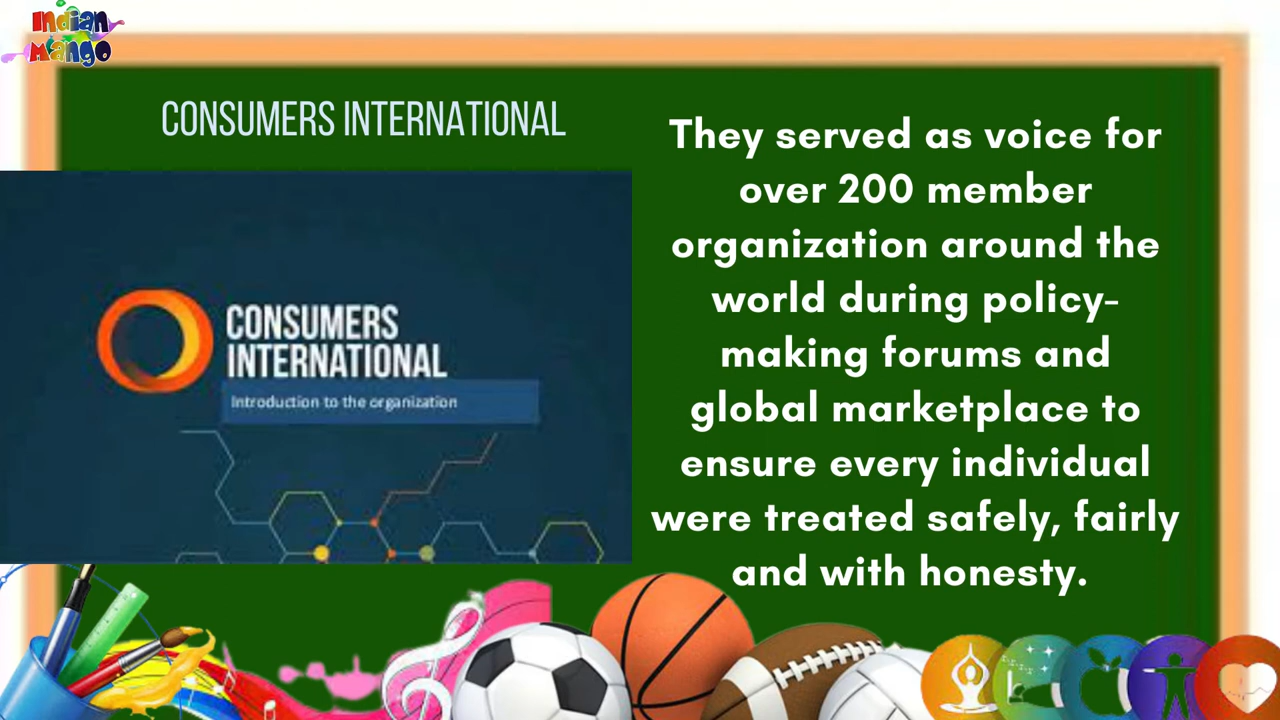 Indian
Mango
CONSUMERS INTERNATIONAL
CONSUMERS
INTERNATIONAL
Introduction to the organization
They served as voice for
over 200 member
organization around the
world during policy-
making forums and
global marketplace to
ensure every individual
were treated safely, fairly
and with honesty.